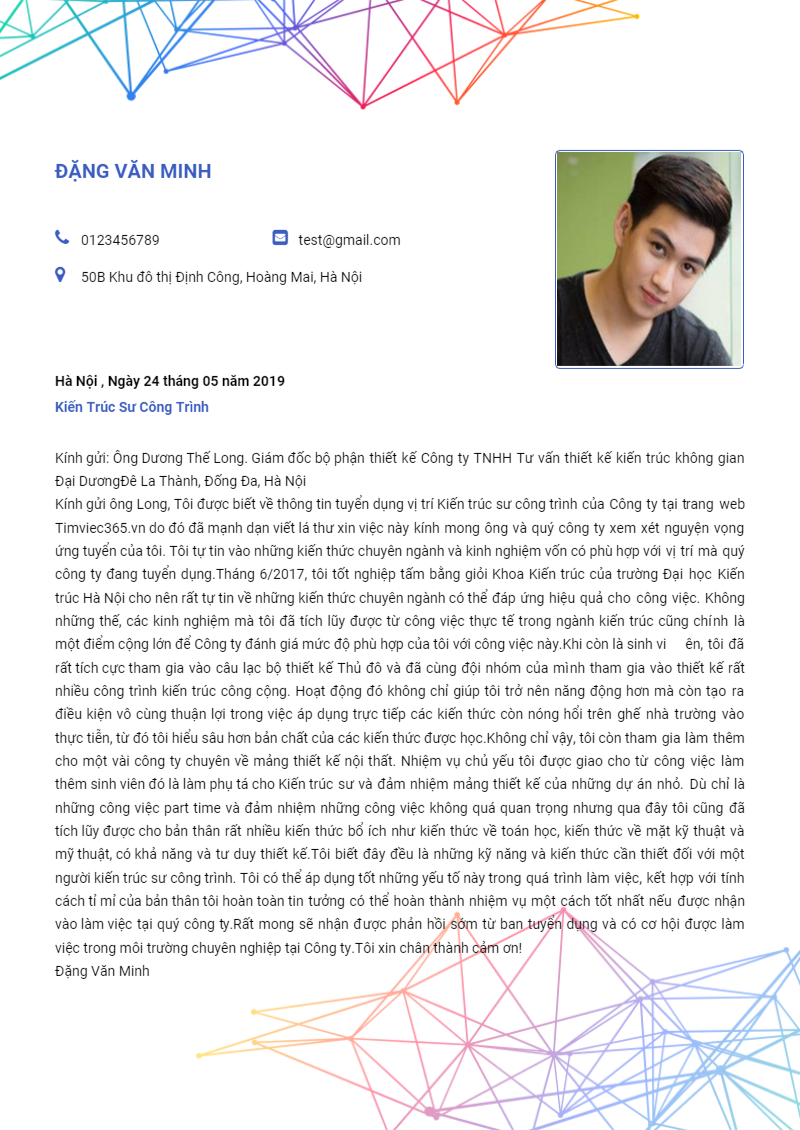 ĐẶNG VĂN MINH
0123456789
test@gmail.com
50B Khu đô thị Định Công, Hoàng Mai, Hà Nội
Hà Nội , Ngày 24 tháng 05 năm 2019
Kiến Trúc Sư Công Trình
Kính gửi: Ông Dương Thế Long. Giám đốc bộ phận thiết kế Công ty TNHH Tư vấn thiết kế kiến trúc không gian
Đại DươngĐê La Thành, Đống Đa, Hà Nội
Kính gửi ông Long, Tôi được biết về thông tin tuyển dụng vị trí Kiến trúc sư công trình của Công ty tại trang web
Timviec365.vn do đó đã mạnh dạn viết lá thư xin việc này kính mong ông và quý công ty xem xét nguyện vọng
ứng tuyển của tôi. Tôi tự tin vào những kiến thức chuyên ngành và kinh nghiệm vốn có phù hợp với vị trí mà quý
công ty đang tuyển dụng.Tháng 6/2017, tôi tốt nghiệp tấm bằng giỏi Khoa Kiến trúc của trường Đại học Kiến
trúc Hà Nội cho nên rất tự tin về những kiến thức chuyên ngành có thể đáp ứng hiệu quả cho công việc. Không
những thế, các kinh nghiệm mà tôi đã tích lũy được từ công việc thực tế trong ngành kiến trúc cũng chính là
một điểm cộng lớn để Công ty đánh giá mức độ phù hợp của tôi với công việc này.Khi còn là sinh vi ên, tôi đã
rất tích cực tham gia vào câu lạc bộ thiết kế Thủ đô và đã cùng đội nhóm của mình tham gia vào thiết kế rất
nhiều công trình kiến trúc công cộng. Hoạt động đó không chỉ giúp tôi trở nên năng động hơn mà còn tạo ra
điều kiện vô cùng thuận lợi trong việc áp dụng trực tiếp các kiến thức còn nóng hổi trên ghế nhà trường vào
thực tiễn, từ đó tôi hiểu sâu hơn bản chất của các kiến thức được học.Không chỉ vậy, tôi còn tham gia làm thêm
cho một vài công ty chuyên về mảng thiết kế nội thất. Nhiệm vụ chủ yếu tôi được giao cho từ công việc làm
thêm sinh viên đó là làm phụ tá cho Kiến trúc sư và đảm nhiệm mảng thiết kế của những dự án nhỏ. Dù chỉ là
những công việc part time và đảm nhiệm những công việc không quá quan trọng nhưng qua đây tôi cũng đã
tích lũy được cho bản thân rất nhiều kiến thức bổ ích như kiến thức về toán học, kiến thức về mặt kỹ thuật và
mỹ thuật, có khả năng và tư duy thiết kế.Tôi biết đây đều là những kỹ năng và kiến thức cần thiết đối với một
người kiến trúc sư công trình. Tôi có thể áp dụng tốt những yếu tố này trong quá trình làm việc, kết hợp với tính
cách tỉ mỉ của bản thân tôi hoàn toàn tin tưởng có thể hoàn thành nhiệm vụ một cách tốt nhất nếu được nhận
vào làm việc tại quý công ty.Rất mong sẽ nhận được phản hồi sớm từ ban tuyển dụng và có cơ hội được làm
việc trong môi trường chuyên nghiệp tại Công ty.Tôi xin chân thành cảm ơn!
Đặng Văn Minh